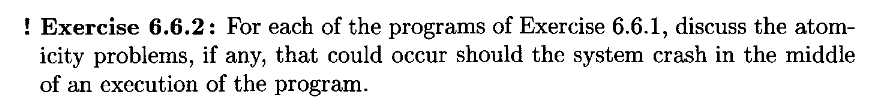 ! Exercise 6.6.2: For each of the programs of Exercise 6.6.1, discuss the atom-
icity problems, if any, that could occur should the system crash in the middle
of an execution of the program.